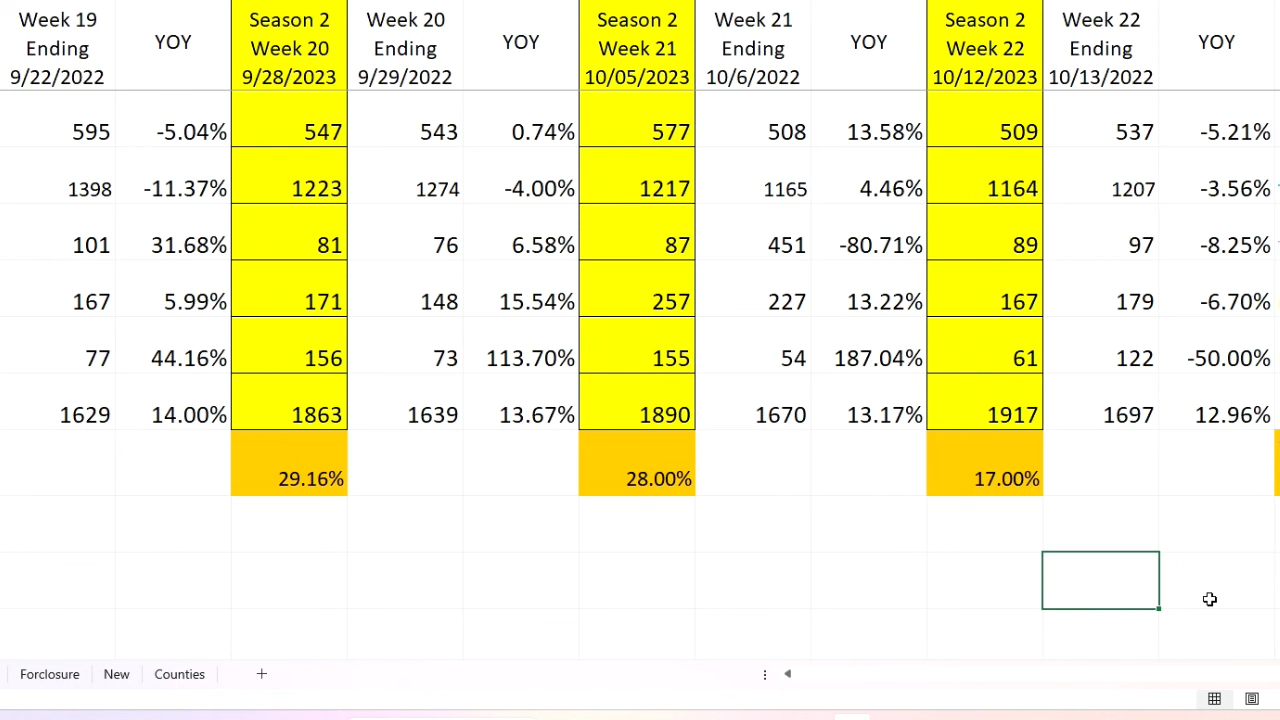 Week 19 Ending 9/22/2022 YOY Season 2 Week 20 9/28/2023 Week 20 Ending 9/29/2022 YOY Season 2 Week 21 10/05/2023 Week 21 Ending 10/6/2022 YOY Season 2 Week 22 10/12/2023 Week 22 Ending 10/13/2022 YOY
595 -5.04% 547 543 0.74% 577 508 13.58% 509 537 -5.21%
1398 -11.37% 1223 1274 -4.00% 1217 1165 4.46% 1164 1207 -3.56%
101 31.68% 81 76 6.58% 87 451 -80.71% 89 97 -8.25%
167 5.99% 171 148 15.54% 257 227 13.22% 167 179 -6.70%
77 44.16% 156 73 113.70% 155 54 187.04% 61 122 -50.00%
1629 14.00% 1863 1639 13.67% 1890 1670 13.17% 1917 1697 12.96%
29.16% 28.00% 17.00%
Forclosure New Counties